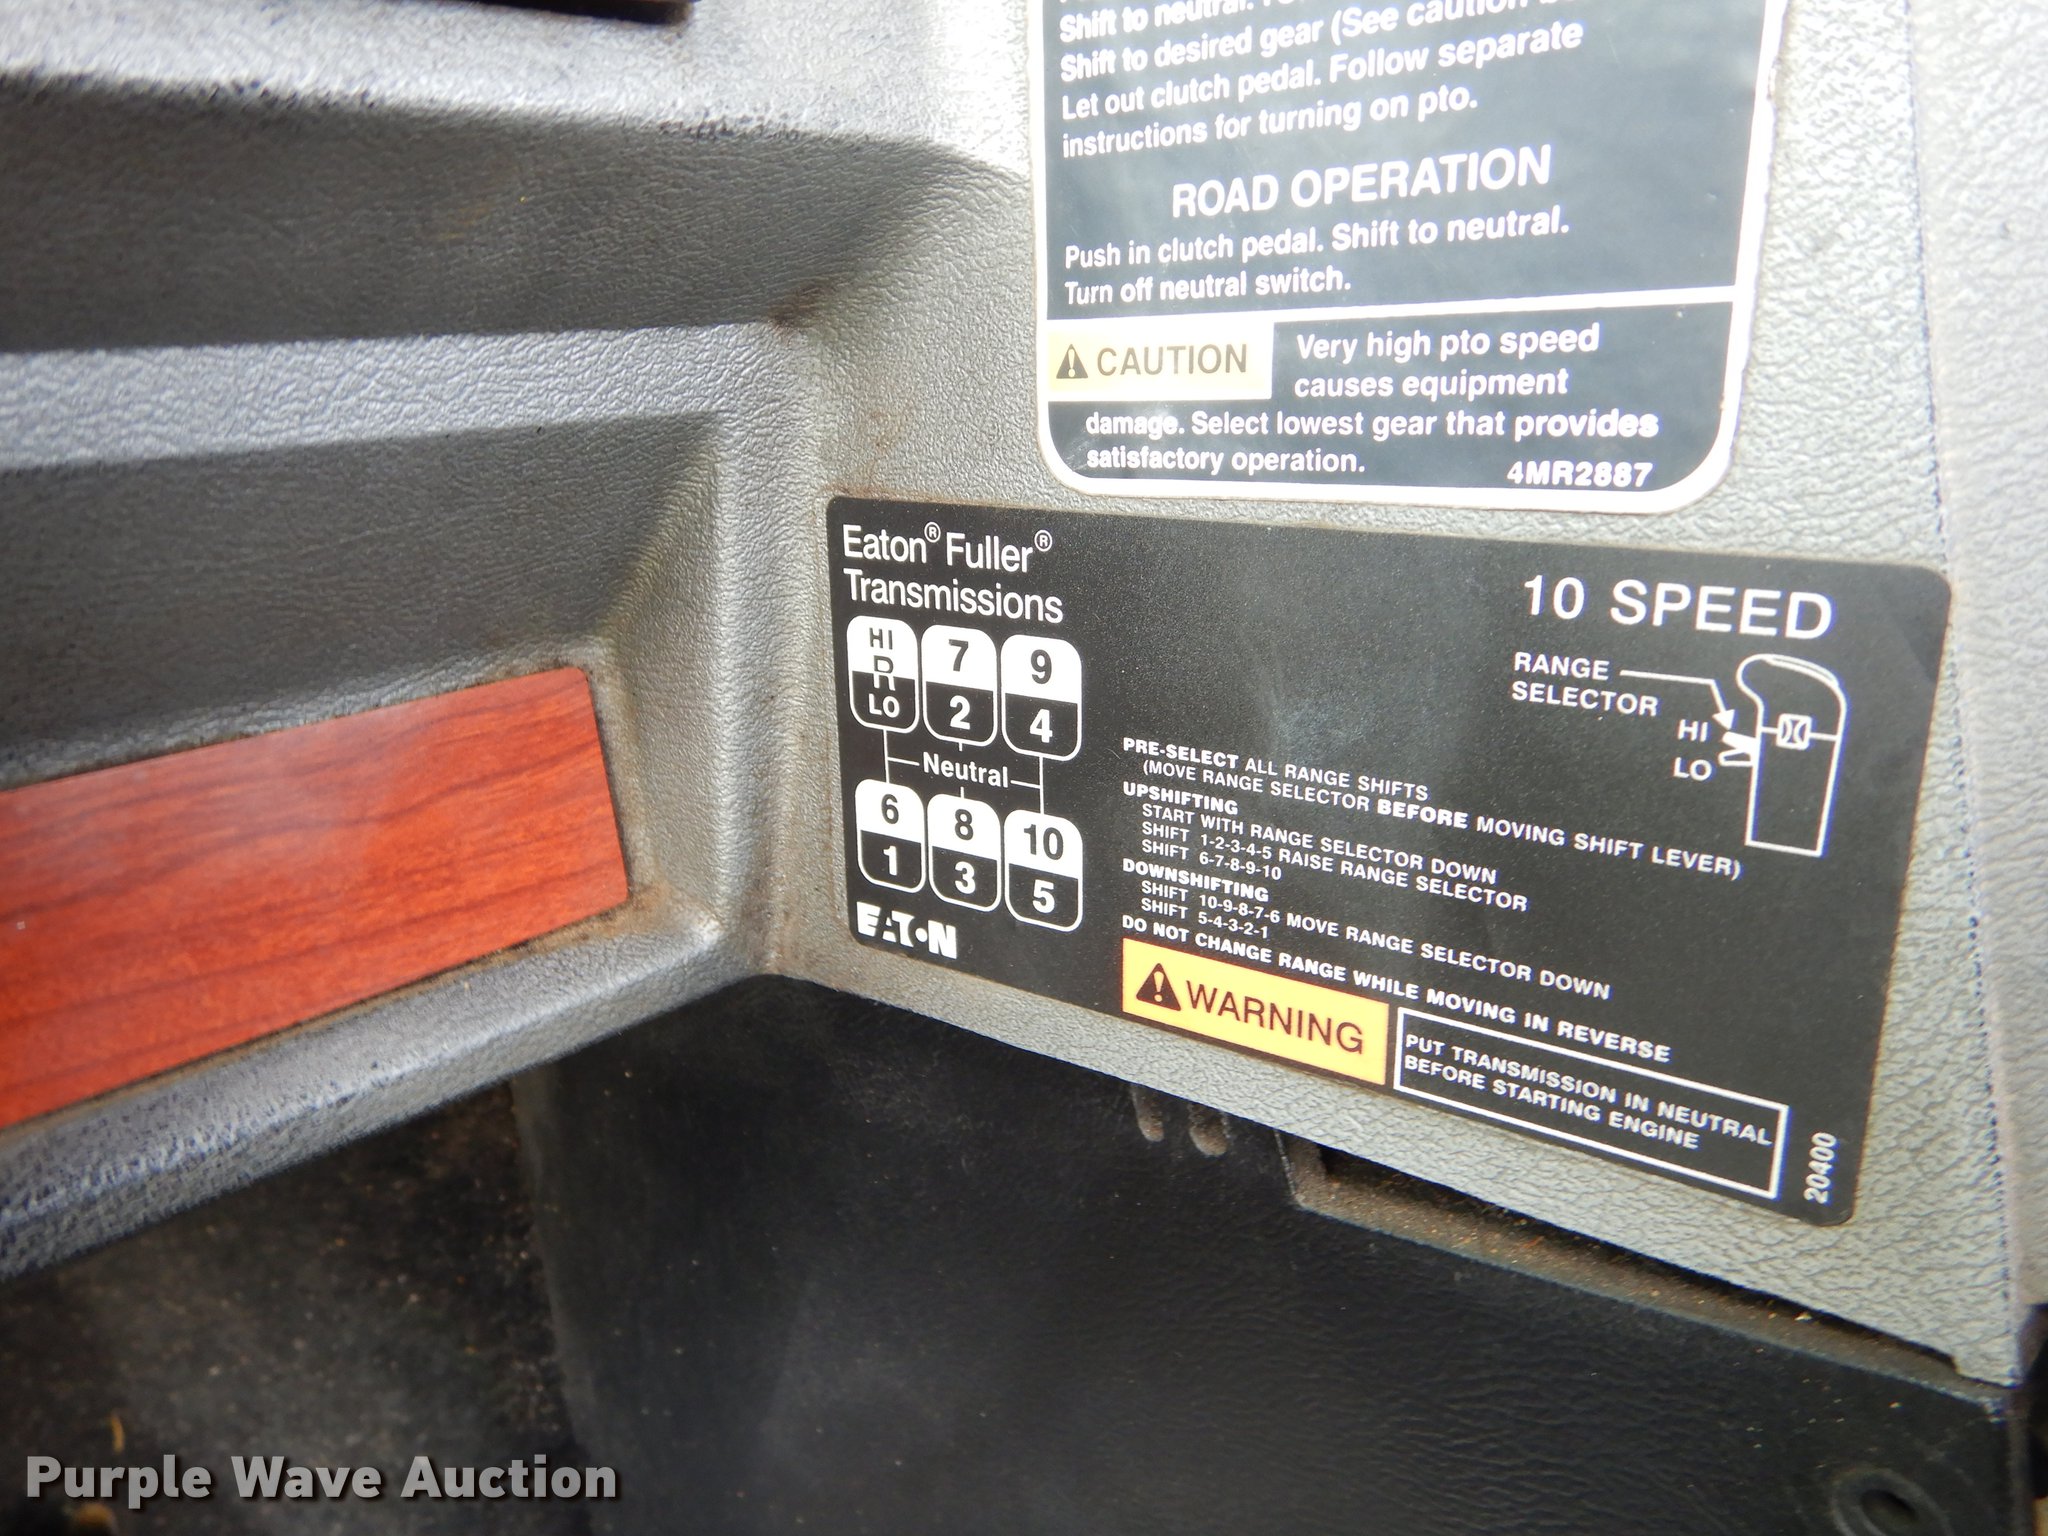 Shift to neutral.
Shift to desired gear (See caution
Let out clutch pedal. Follow separate
instructions for turning on pto.
ROAD OPERATION
Push in clutch pedal. Shift to neutral.
Turn off neutral switch.
CAUTION
Very high pto speed
causes equipment
damage. Select lowest gear that provides
satisfactory operation.
4MR2887
Eaton® Fuller®
Transmissions
HI
R
LO
7
2
9
4
Neutral
6
1
8
3
10
5
EATON
10 SPEED
RANGE
SELECTOR
HI
LO
PRE-SELECT ALL RANGE SHIFTS
(MOVE RANGE SELECTOR BEFORE MOVING SHIFT LEVER)
UPSHIFTING
START WITH RANGE SELECTOR DOWN
SHIFT 1-2-3-4-5 RAISE RANGE SELECTOR
SHIFT 6-7-8-9-10
DOWNSHIFTING
SHIFT 10-9-8-7-6 MOVE RANGE SELECTOR DOWN
SHIFT 5-4-3-2-1
DO NOT CHANGE RANGE WHILE MOVING IN REVERSE
WARNING
PUT TRANSMISSION IN NEUTRAL
BEFORE STARTING ENGINE
20400
Purple Wave Auction